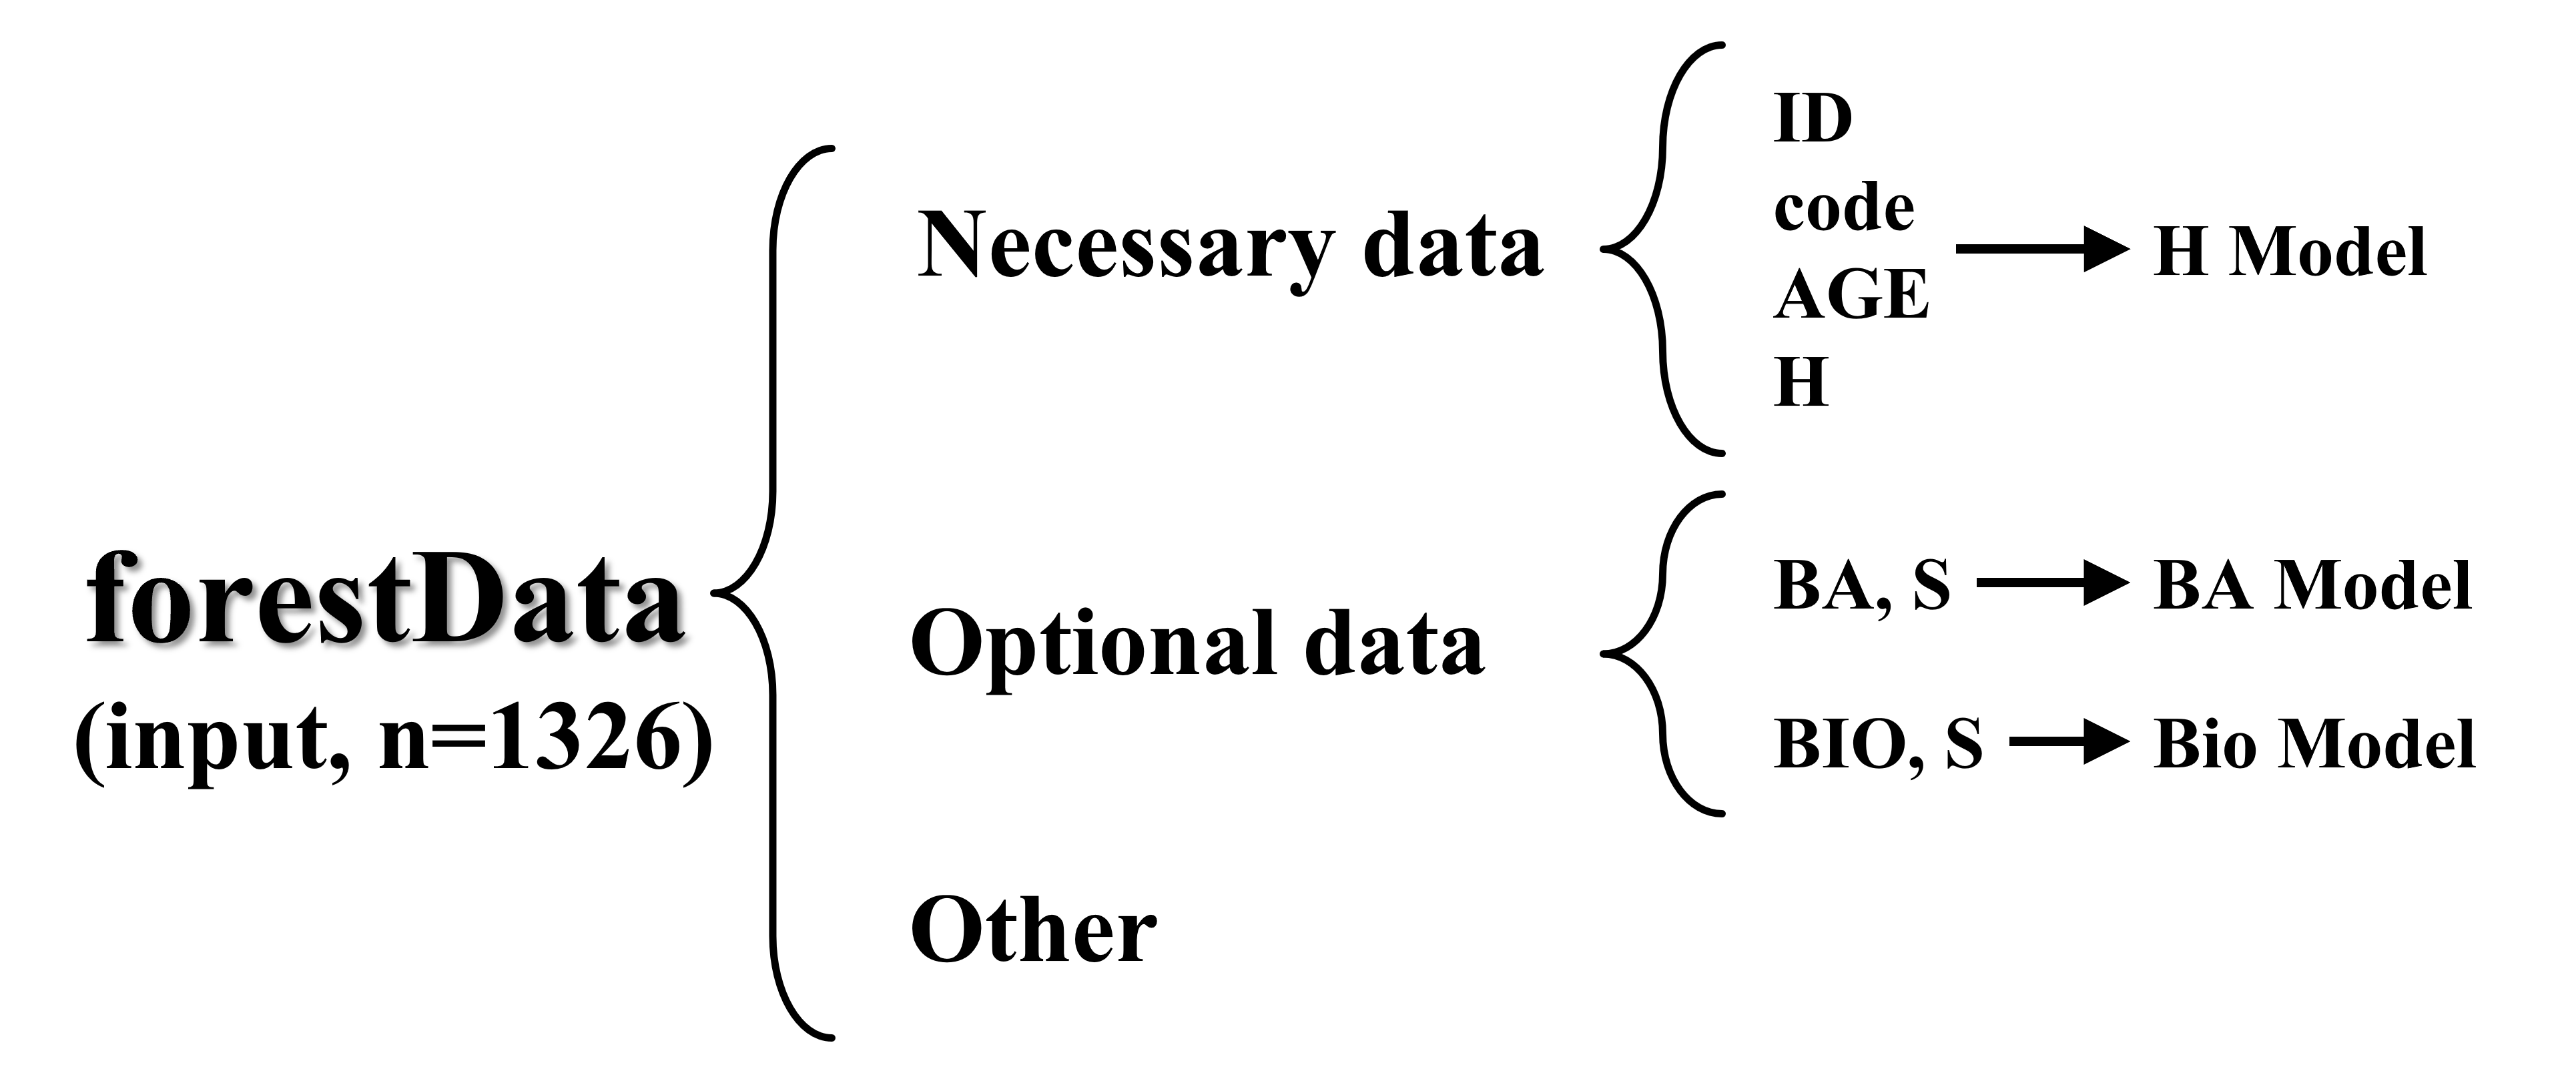 forestData
(input, n=1326)
Necessary data
ID
code
AGE
H
H Model
Optional data
BA, S
BA Model
BIO, S
Bio Model
Other